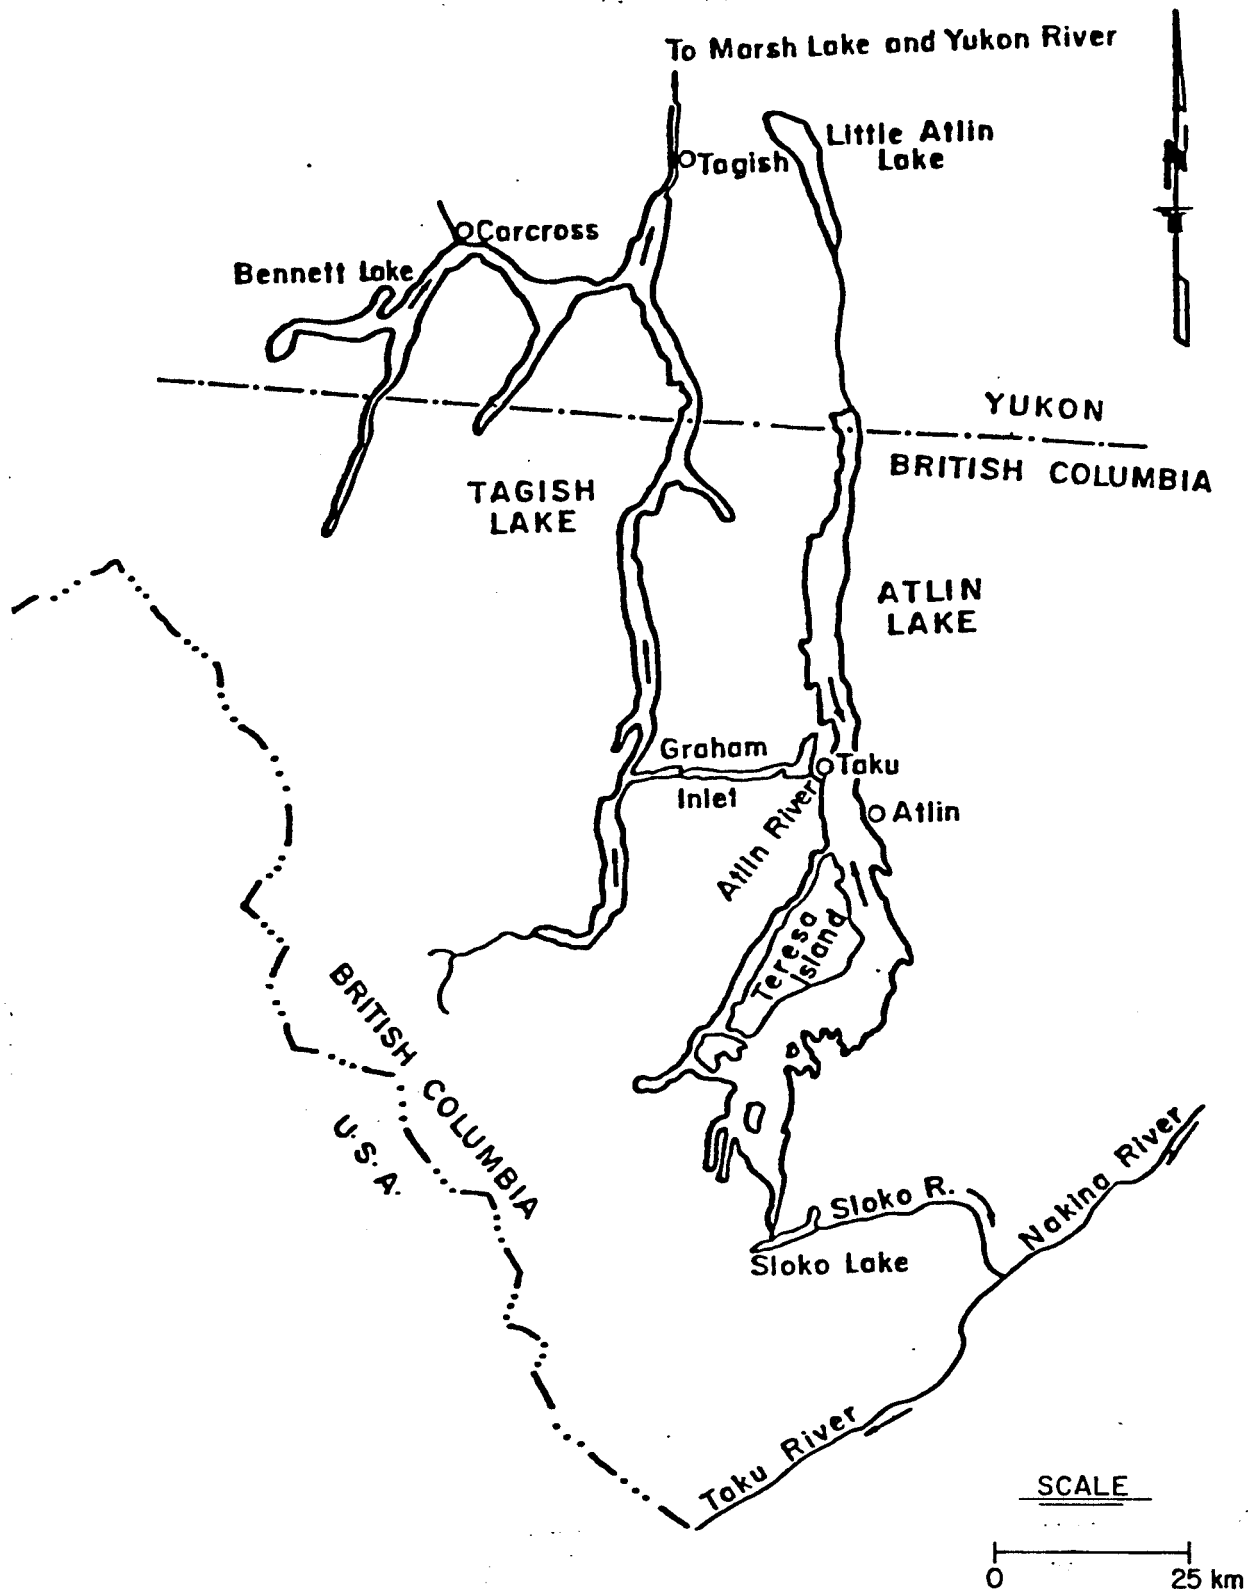 To Marsh Lake and Yukon River
Little Atlin
Lake
Tagish
N
Carcross
Bennett Lake
YUKON
BRITISH COLUMBIA
TAGISH
LAKE
ATLIN
LAKE
Graham
Inlet
Taku
Atlin
Atlin River
Teresa
Island
BRITISH COLUMBIA
U.S.A.
Sloko R.
Nakina River
Sloko Lake
Taku River
SCALE
0 25 km